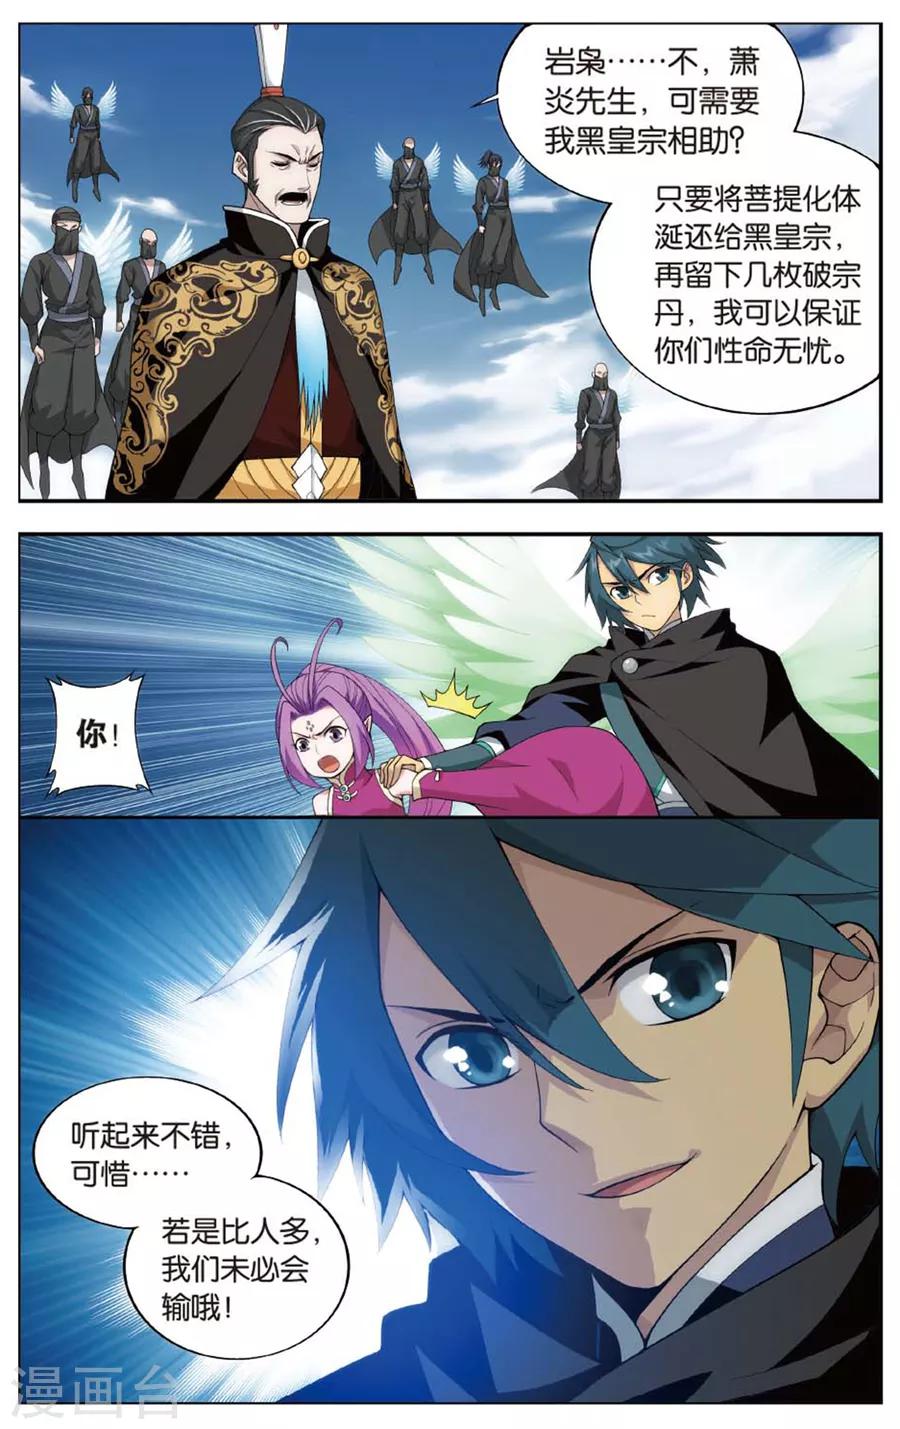 岩枭……不，萧
炎先生，可需要
我黑皇宗相助？
只要将菩提化体
涎还给黑皇宗，
再留下几枚破宗
丹，我可以保证
你们性命无忧。
你！
听起来不错，
可惜……
若是比人多，
我们未必会
输哦！
漫画台